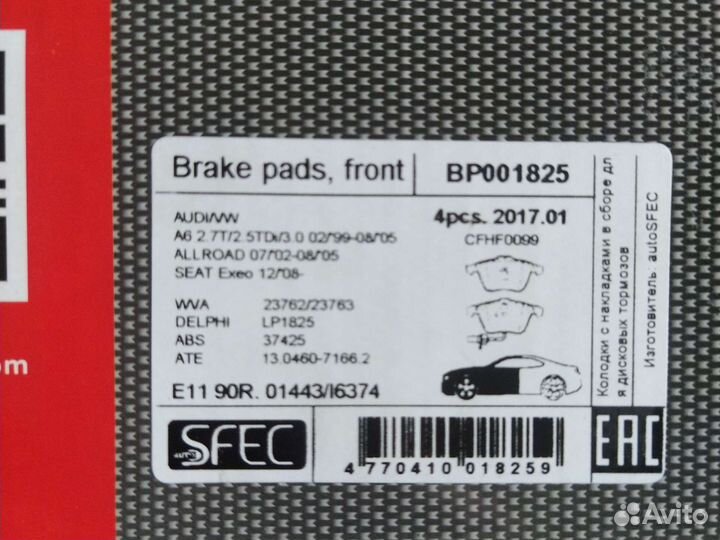 Brake pads, front
BP001825
AUDI/VW
A6 2.7T/2.5TDi/3.0 02/'99-08/'05
ALLROAD 07/'02-08/'05
SEAT Exeo 12/'08-
4pcs. 2017.01
CFHF0099
WVA 23762/23763
DELPHI LP1825
ABS 37425
ATE 13.0460-7166.2
E11 90R. 01443/16374
Колодки с накладками в сборе дл
я дисковых тормозов
Изготовитель: autoSFEC
AUTO SFEC
4 770410 018259
EAC
om
Avito